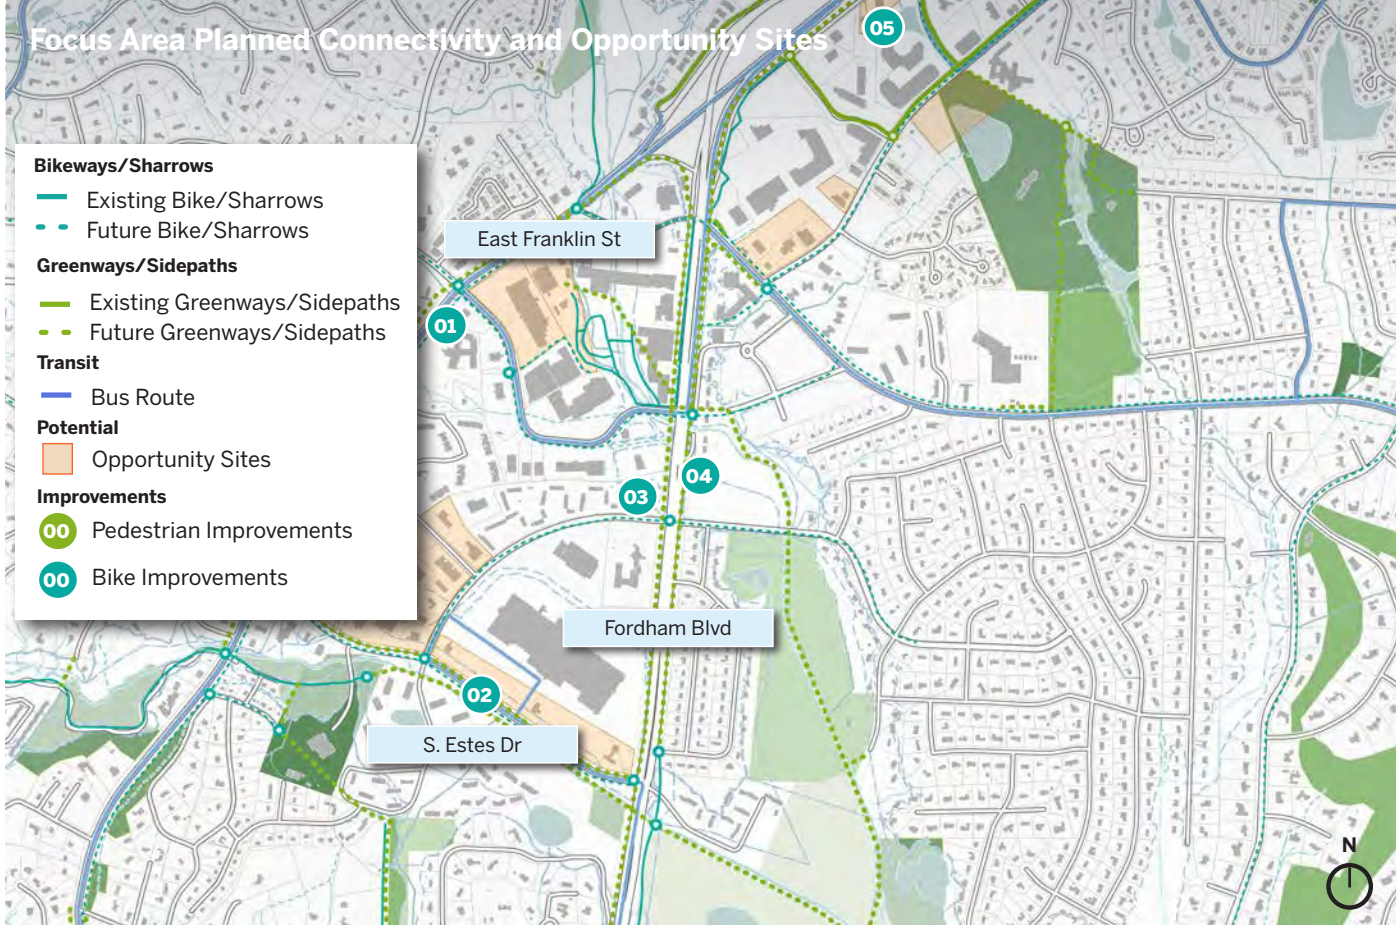 Focus Area Planned Connectivity and Opportunity Sites
05
Bikeways/Sharrows
Existing Bike/Sharrows
Future Bike/Sharrows
Greenways/Sidepaths
Existing Greenways/Sidepaths
Future Greenways/Sidepaths
Transit
Bus Route
Potential
Opportunity Sites
Improvements
00 Pedestrian Improvements
00 Bike Improvements
East Franklin St
01
04
03
Fordham Blvd
02
S. Estes Dr
N